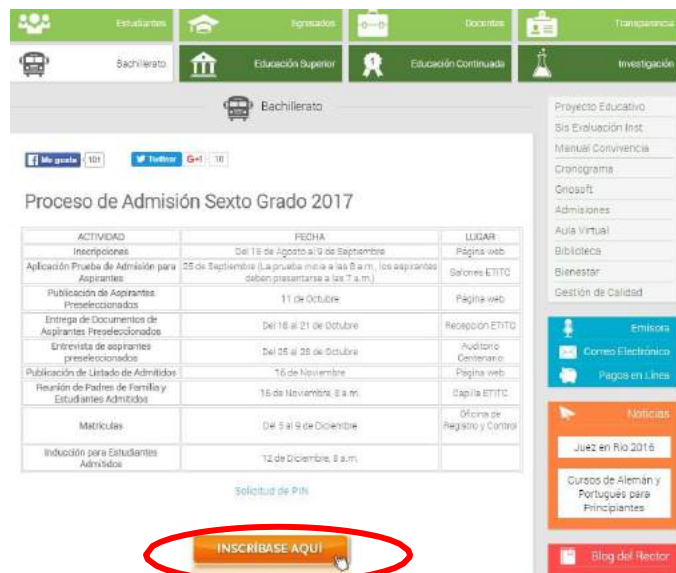 Estudiantes
Egresados
Docentes
Transparencia
Bachillerato
Educación Superior
Educación Continuada
Investigación
Bachillerato
Me gusta 101
Twittear
G+1 10
Proceso de Admisión Sexto Grado 2017
ACTIVIDAD FECHA LUGAR
Inscripciones Del 16 de Agosto al 9 de Septiembre Página web
Aplicación Prueba de Admisión para 25 de Septiembre (La prueba inicia a las 8 a.m., los aspirantes Salones ETITC
Aspirantes deben presentarse a las 7 a.m.)
Publicación de Aspirantes 11 de Octubre Página web
Preseleccionados
Entrega de Documentos de Del 18 al 21 de Octubre Recepción ETITC
Aspirantes Preseleccionados
Entrevista de aspirantes Del 25 al 28 de Octubre Auditorio
preseleccionados Centenario
Publicación de Listado de Admitidos 16 de Noviembre Página web
Reunión de Padres de Familia y 16 de Noviembre, 8 a.m. Capilla ETITC
Estudiantes Admitidos
Matrículas Del 5 al 9 de Diciembre Oficina de
Registro y Control
Inducción para Estudiantes 12 de Diciembre, 8 a.m.
Admitidos
Solicitud de PIN
INSCRÍBASE AQUÍ
Proyecto Educativo
Sis Evaluación Inst
Manual Convivencia
Cronograma
Gnosoft
Admisiones
Aula Virtual
Biblioteca
Bienestar
Gestión de Calidad
Emisora
Correo Electrónico
Pagos en Línea
Noticias
Juez en Rio 2016
Cursos de Alemán y
Portugués para
Principiantes
Blog del Rector